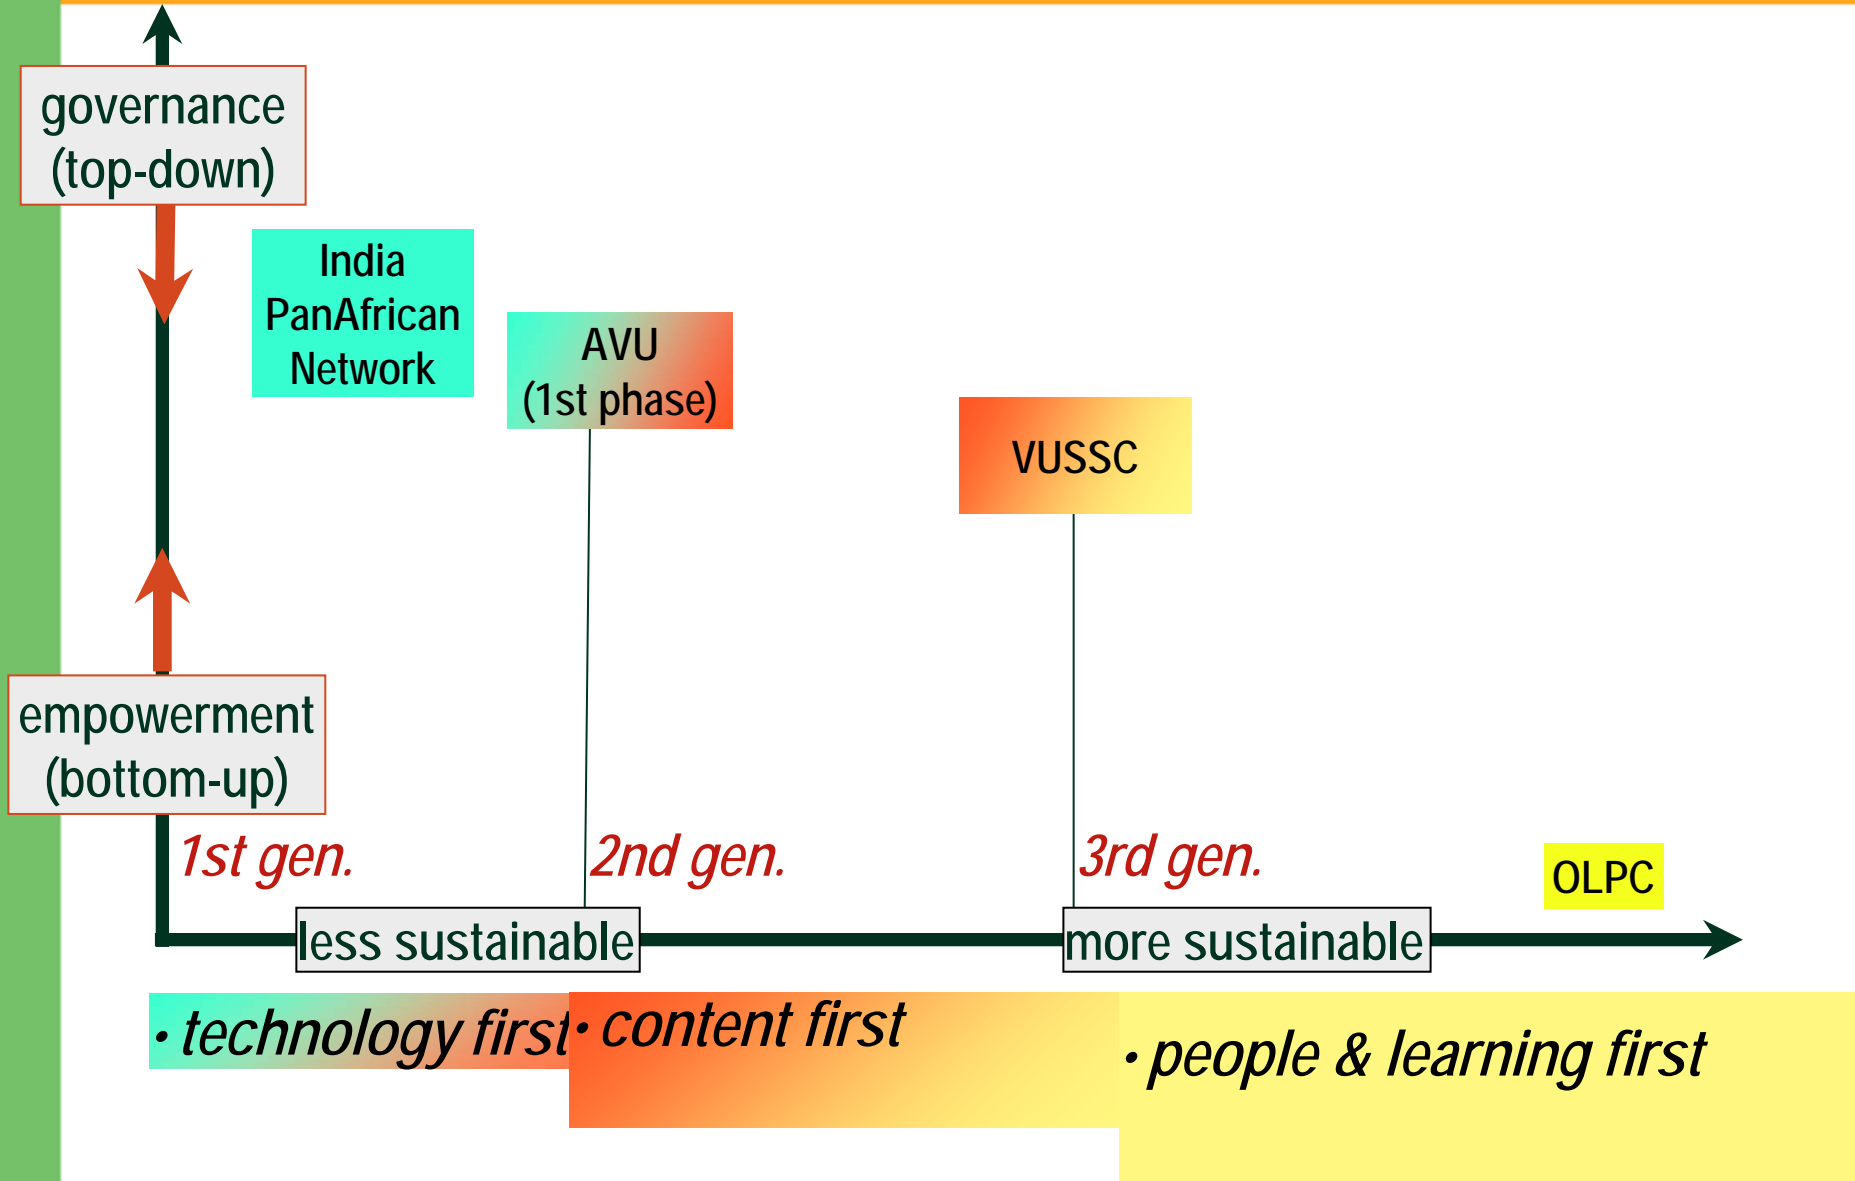 governance
(top-down)
India
PanAfrican
Network
AVU
(1st phase)
VUSSC
empowerment
(bottom-up)
1st gen.
2nd gen.
3rd gen.
OLPC
less sustainable
more sustainable
• technology first
• content first
• people & learning first